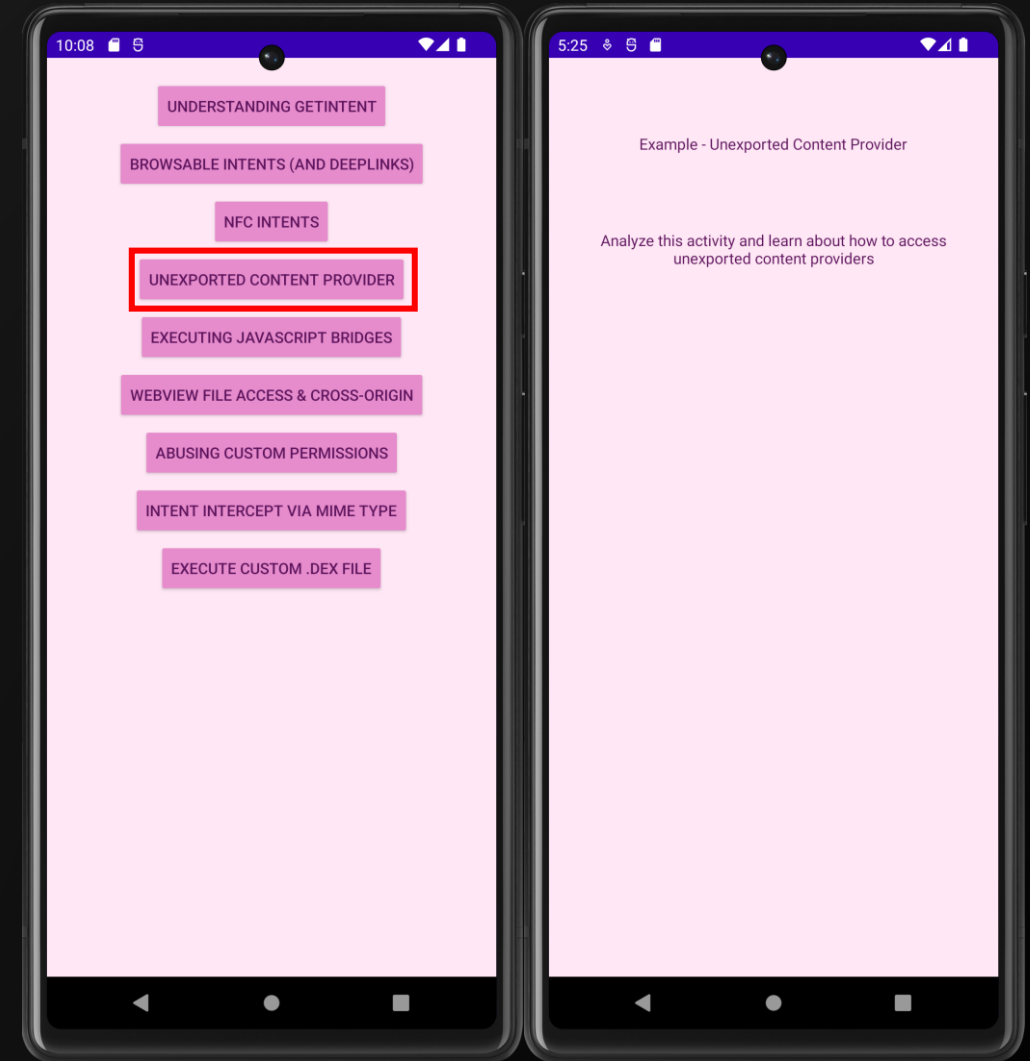 10:08
UNDERSTANDING GETINTENT
BROWSABLE INTENTS (AND DEEPLINKS)
NFC INTENTS
UNEXPORTED CONTENT PROVIDER
EXECUTING JAVASCRIPT BRIDGES
WEBVIEW FILE ACCESS & CROSS-ORIGIN
ABUSING CUSTOM PERMISSIONS
INTENT INTERCEPT VIA MIME TYPE
EXECUTE CUSTOM .DEX FILE
5:25
Example - Unexported Content Provider
Analyze this activity and learn about how to access
unexported content providers